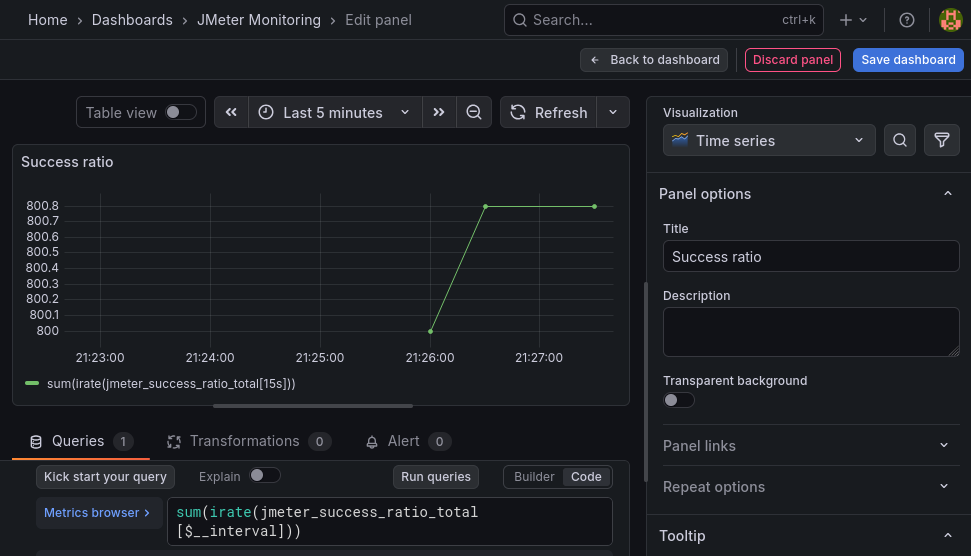 Home › Dashboards › JMeter Monitoring › Edit panel
Search... ctrl+k
← Back to dashboard
Discard panel
Save dashboard
Table view
Last 5 minutes
Refresh
Success ratio
800.8
800.7
800.6
800.5
800.4
800.3
800.2
800.1
800
21:23:00 21:24:00 21:25:00 21:26:00 21:27:00
sum(irate(jmeter_success_ratio_total[15s]))
Queries 1
Transformations 0
Alert 0
Kick start your query
Explain
Run queries
Builder Code
Metrics browser ›
sum(irate(jmeter_success_ratio_total
[$__interval]))
Visualization
Time series
Panel options
Title
Success ratio
Description
Transparent background
Panel links
Repeat options
Tooltip